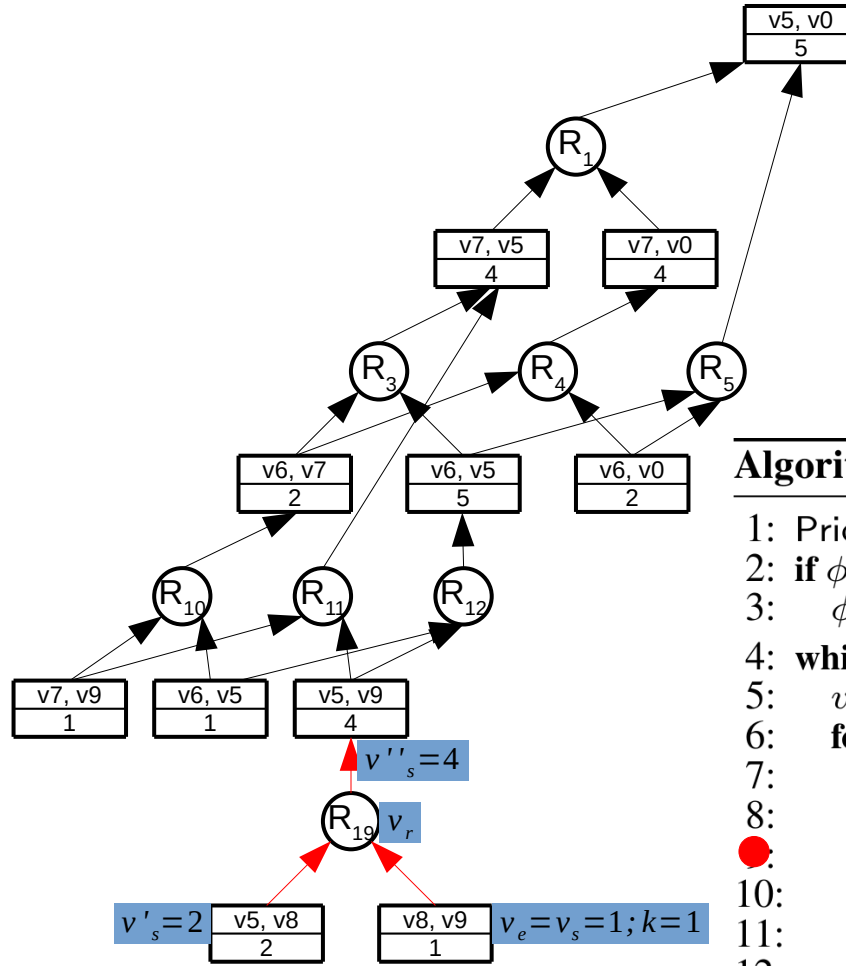 v5, v0
5
R1
v7, v5
4
v7, v0
4
R3
R4
R5
v6, v7
2
v6, v5
5
v6, v0
2
R10
R11
R12
v7, v9
1
v6, v5
1
v5, v9
4
v''s=4
R19
vr
v's=2
v5, v8
2
v8, v9
1
ve=vs=1; k=1
1:
2: if ϕ
3: ϕ
4:
5:
6:
7:
8:
10:
11: